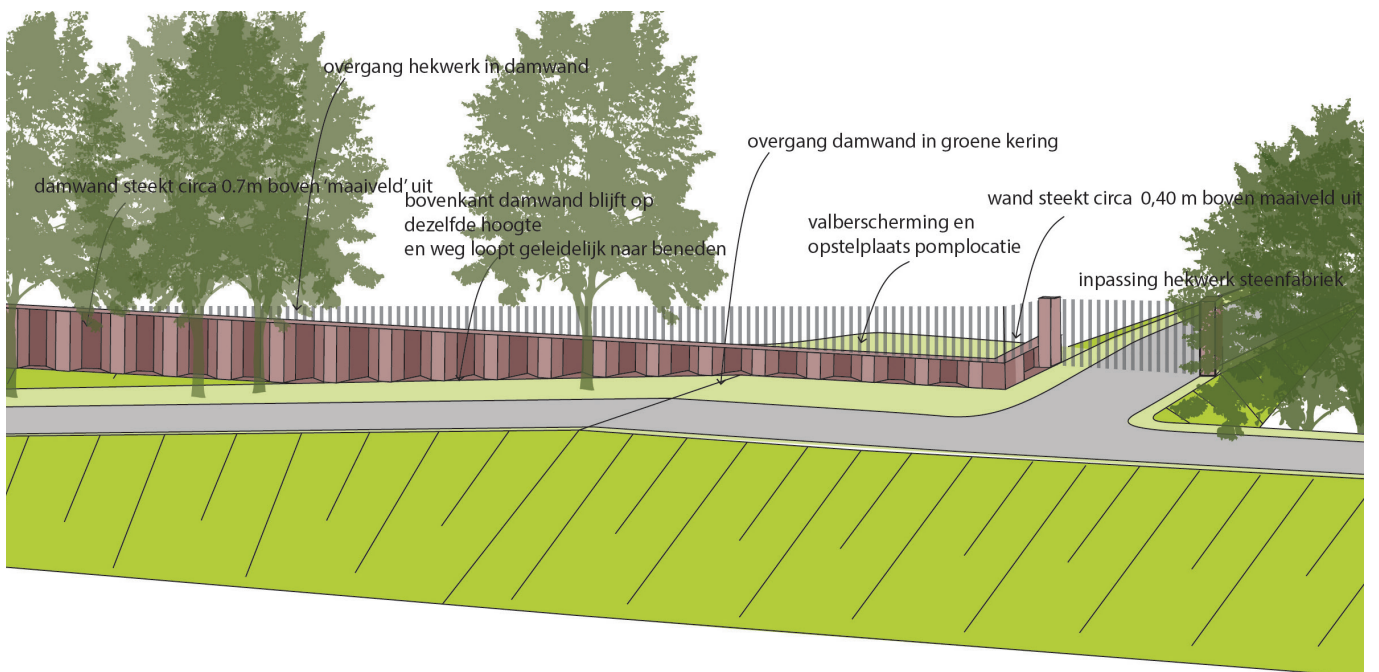 overgang hekwerk in damwand
overgang damwand in groene kering
damwand steekt circa 0.7m boven 'maaiveld' uit
bovenkant damwand blijft op
dezelfde hoogte
en weg loopt geleidelijk naar beneden
valberscherming en
opstelplaats pomplocatie
wand steekt circa 0,40 m boven maaiveld uit
inpassing hekwerk steenfabriek